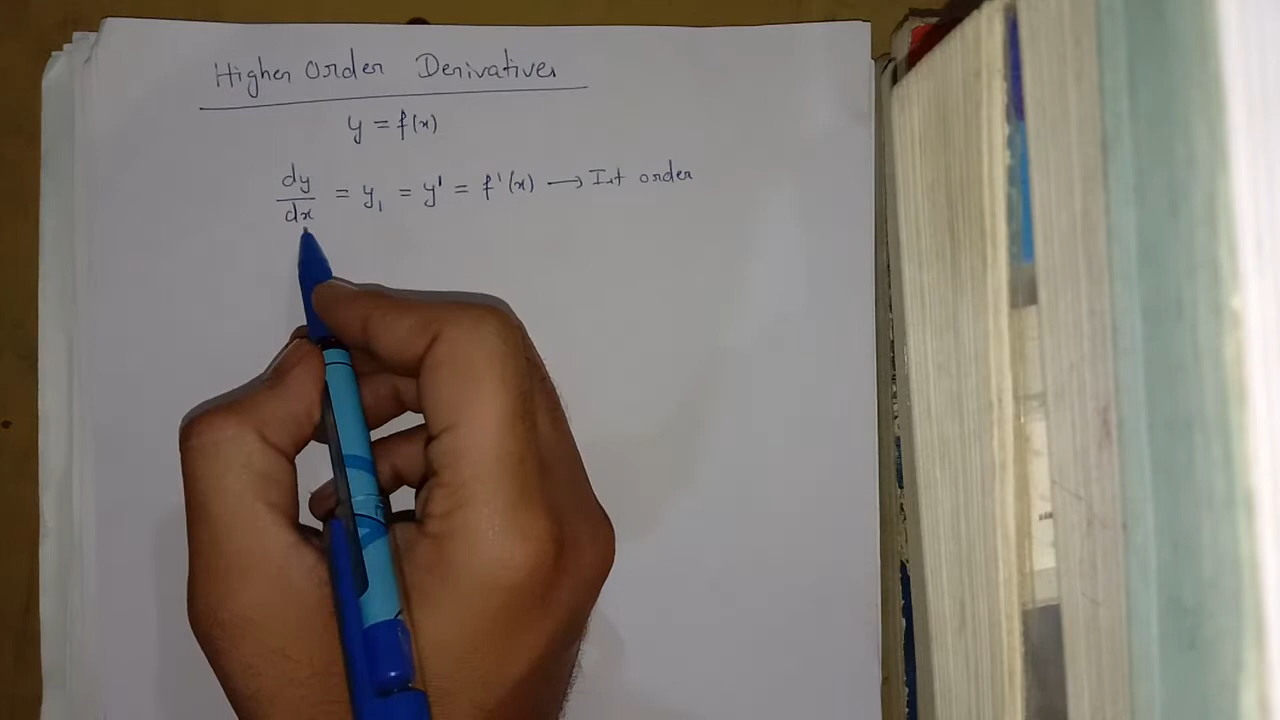 Higher Order Derivatives
y = f(x)
dy/dx = y₁ = y' = f'(x) → Ist order